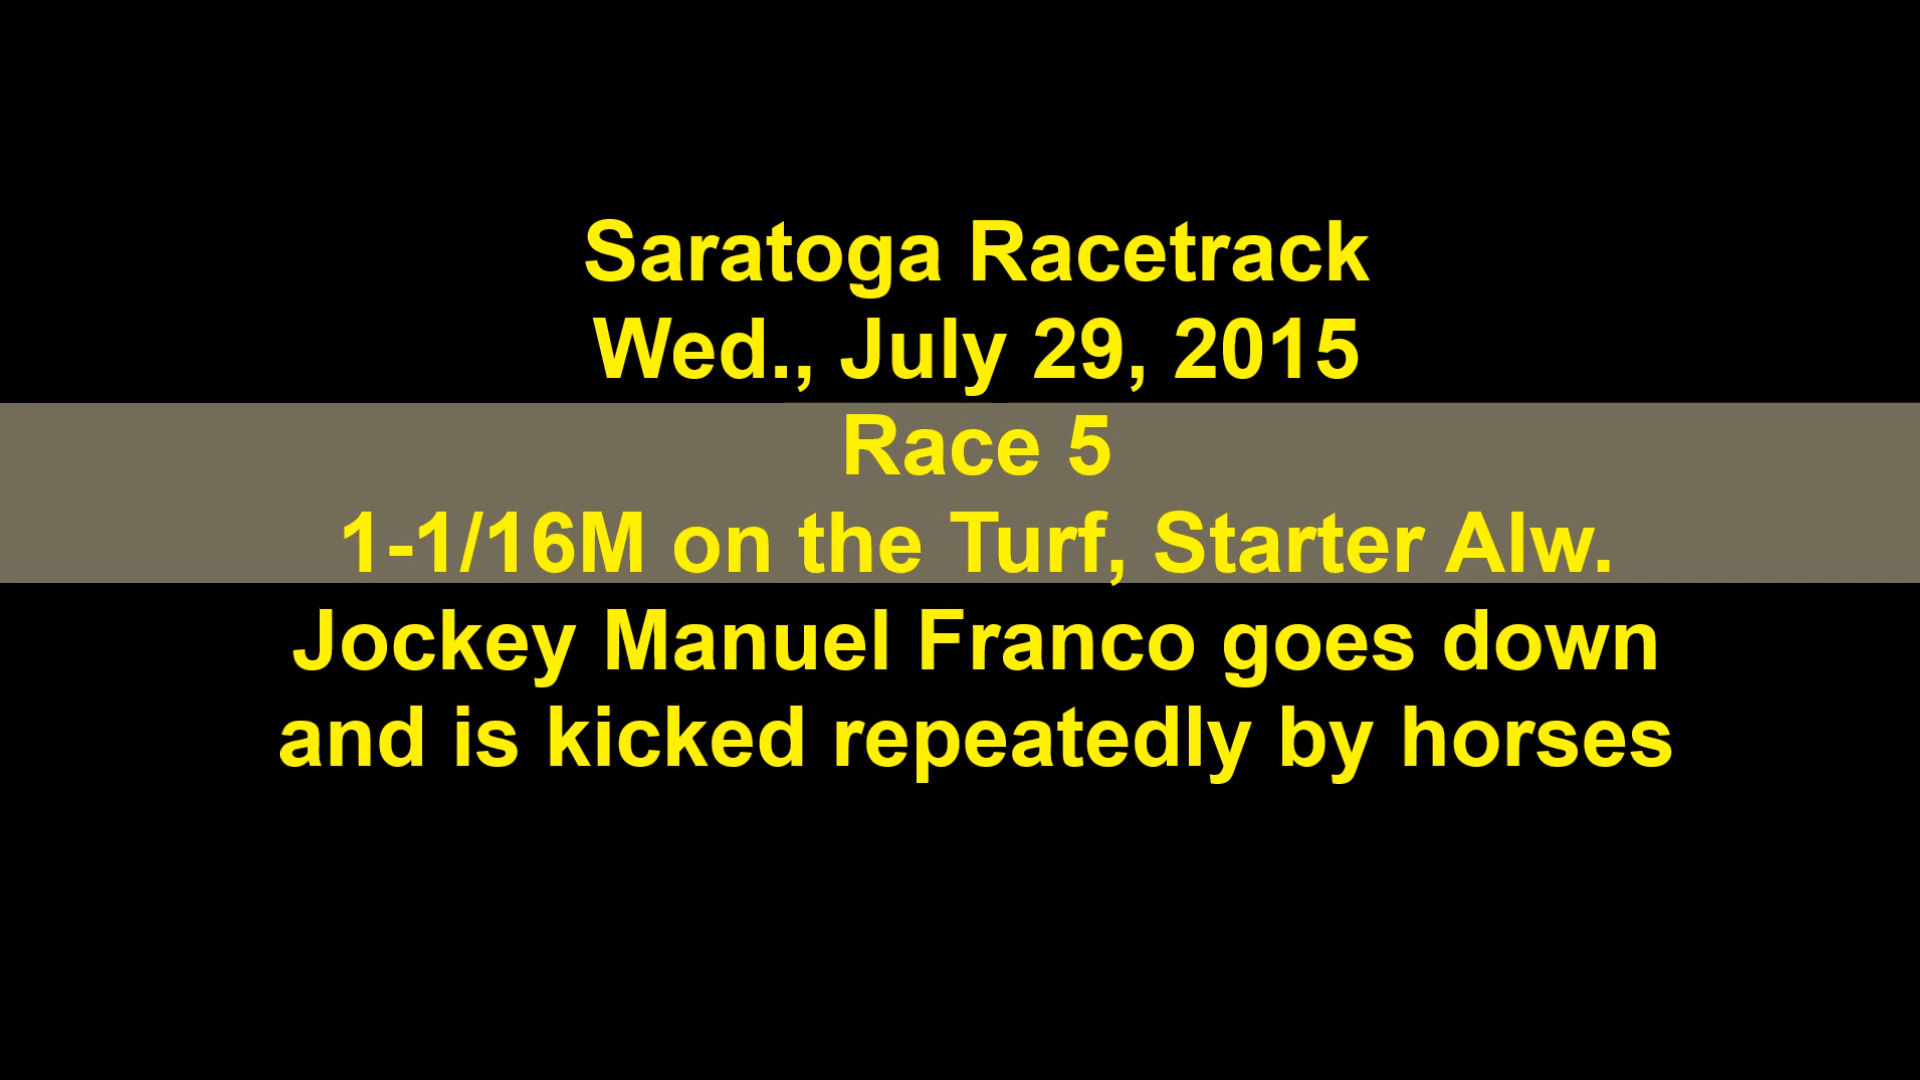 Saratoga Racetrack
Wed., July 29, 2015
Race 5
1-1/16M on the Turf, Starter Alw.
Jockey Manuel Franco goes down
and is kicked repeatedly by horses